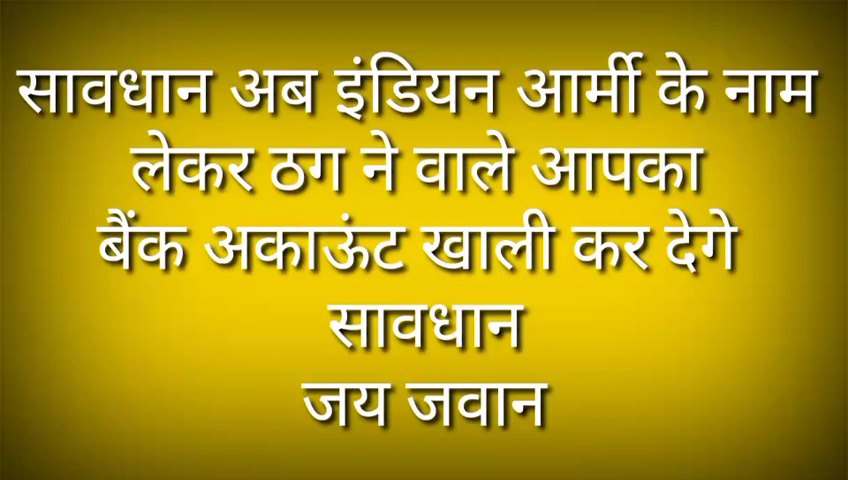 सावधान अब इंडियन आर्मी के नाम
लेकर ठग ने वाले आपका
बैंक अकाऊंट खाली कर देगे
सावधान
जय जवान